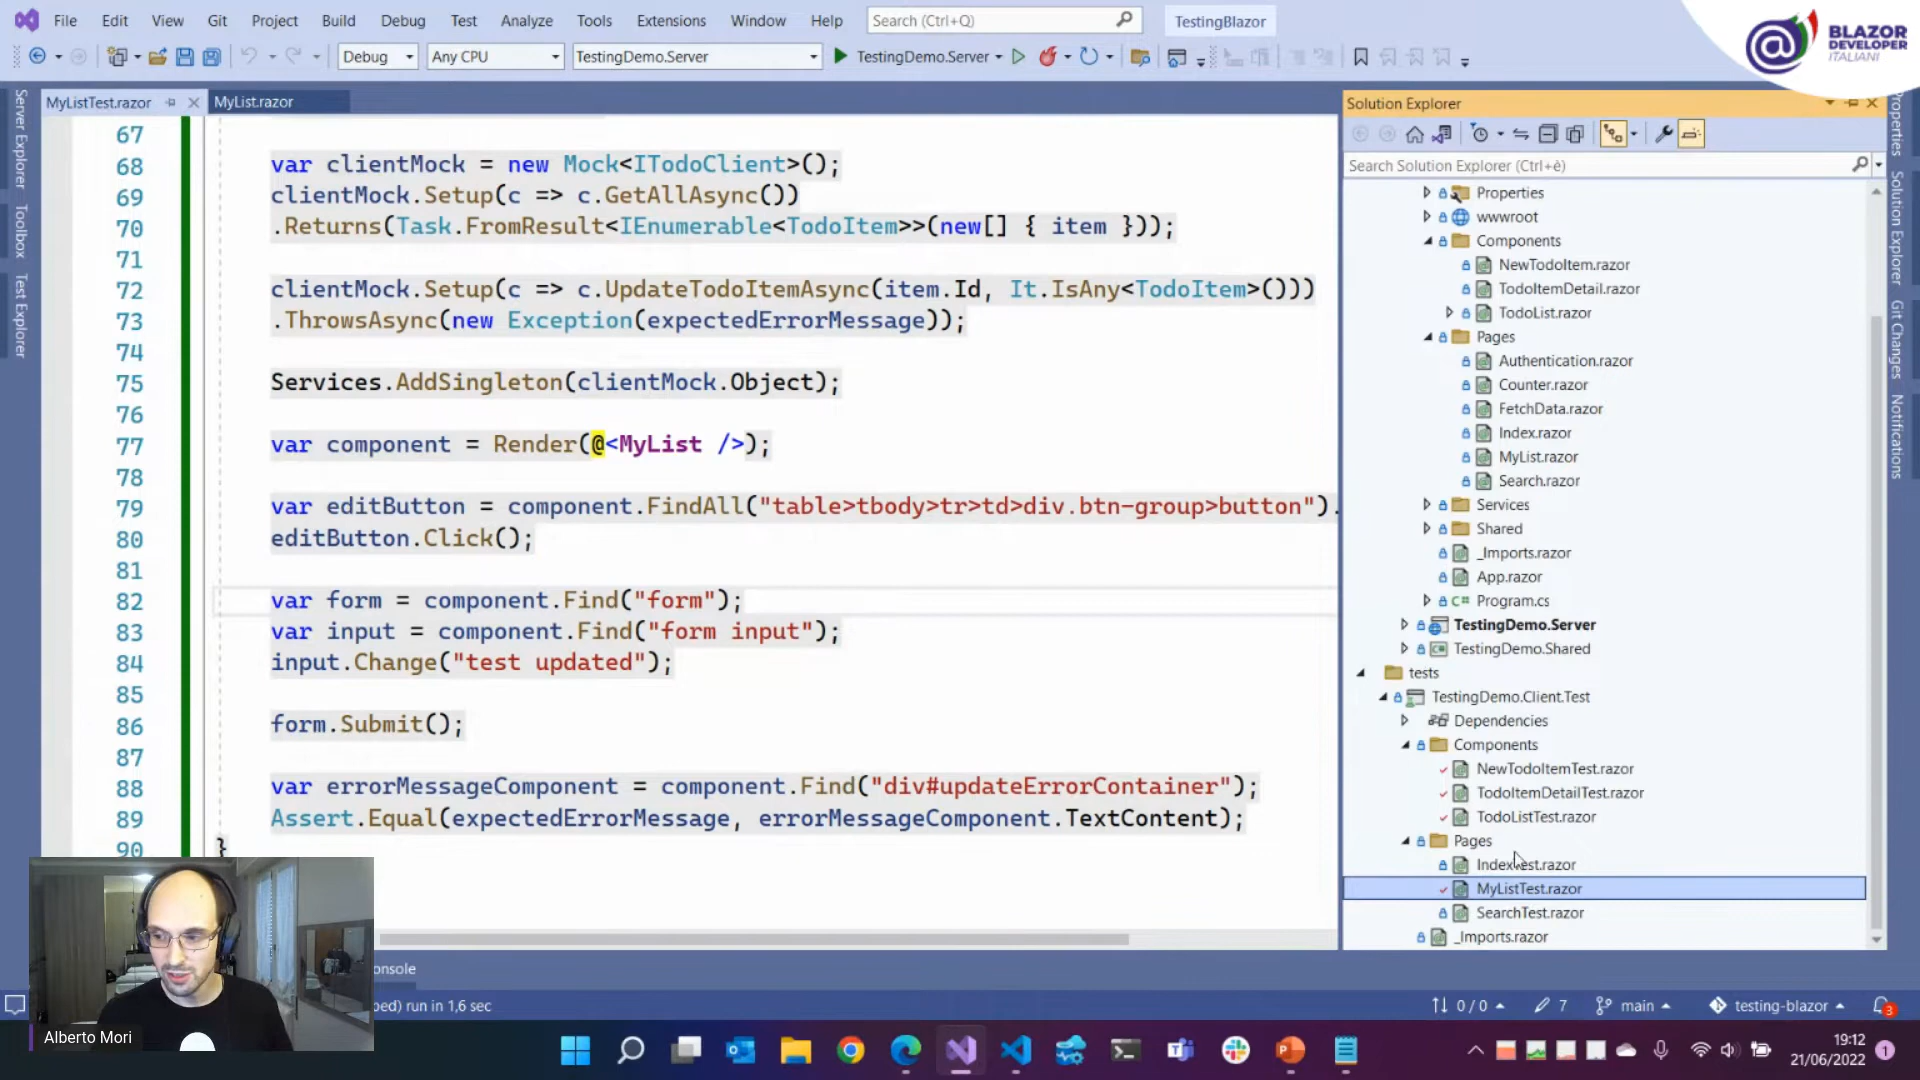 File Edit View Git Project Build Debug Test Analyze Tools Extensions Window Help Search (Ctrl+Q) TestingBlazor
BLAZOR
DEVELOPER
ITALIANI
Debug Any CPU TestingDemo.Server TestingDemo.Server
MyListTest.razor MyList.razor
Server Explorer
Toolbox
Test Explorer
67
68 var clientMock = new Mock<ITodoClient>();
69 clientMock.Setup(c => c.GetAllAsync())
70 .Returns(Task.FromResult<IEnumerable<TodoItem>>(new[] { item }));
71
72 clientMock.Setup(c => c.UpdateTodoItemAsync(item.Id, It.IsAny<TodoItem>()))
73 .ThrowsAsync(new Exception(expectedErrorMessage));
74
75 Services.AddSingleton(clientMock.Object);
76
77 var component = Render(@<MyList />);
78
79 var editButton = component.FindAll("table>tbody>tr>td>div.btn-group>button").
80 editButton.Click();
81
82 var form = component.Find("form");
83 var input = component.Find("form input");
84 input.Change("test updated");
85
86 form.Submit();
87
88 var errorMessageComponent = component.Find("div#updateErrorContainer");
89 Assert.Equal(expectedErrorMessage, errorMessageComponent.TextContent);
90 }
Solution Explorer
Search Solution Explorer (Ctrl+è)
Properties
wwwroot
Components
NewTodoItem.razor
TodoItemDetail.razor
TodoList.razor
Pages
Authentication.razor
Counter.razor
FetchData.razor
Index.razor
MyList.razor
Search.razor
Services
Shared
_Imports.razor
App.razor
C# Program.cs
TestingDemo.Server
TestingDemo.Shared
tests
TestingDemo.Client.Test
Dependencies
Components
NewTodoItemTest.razor
TodoItemDetailTest.razor
TodoListTest.razor
Pages
IndexTest.razor
MyListTest.razor
SearchTest.razor
_Imports.razor
Properties
Solution Explorer
Git Changes
Notifications
onsole
ped) run in 1,6 sec
0 / 0 7 main testing-blazor 3
Alberto Mori
19:12
21/06/2022
1